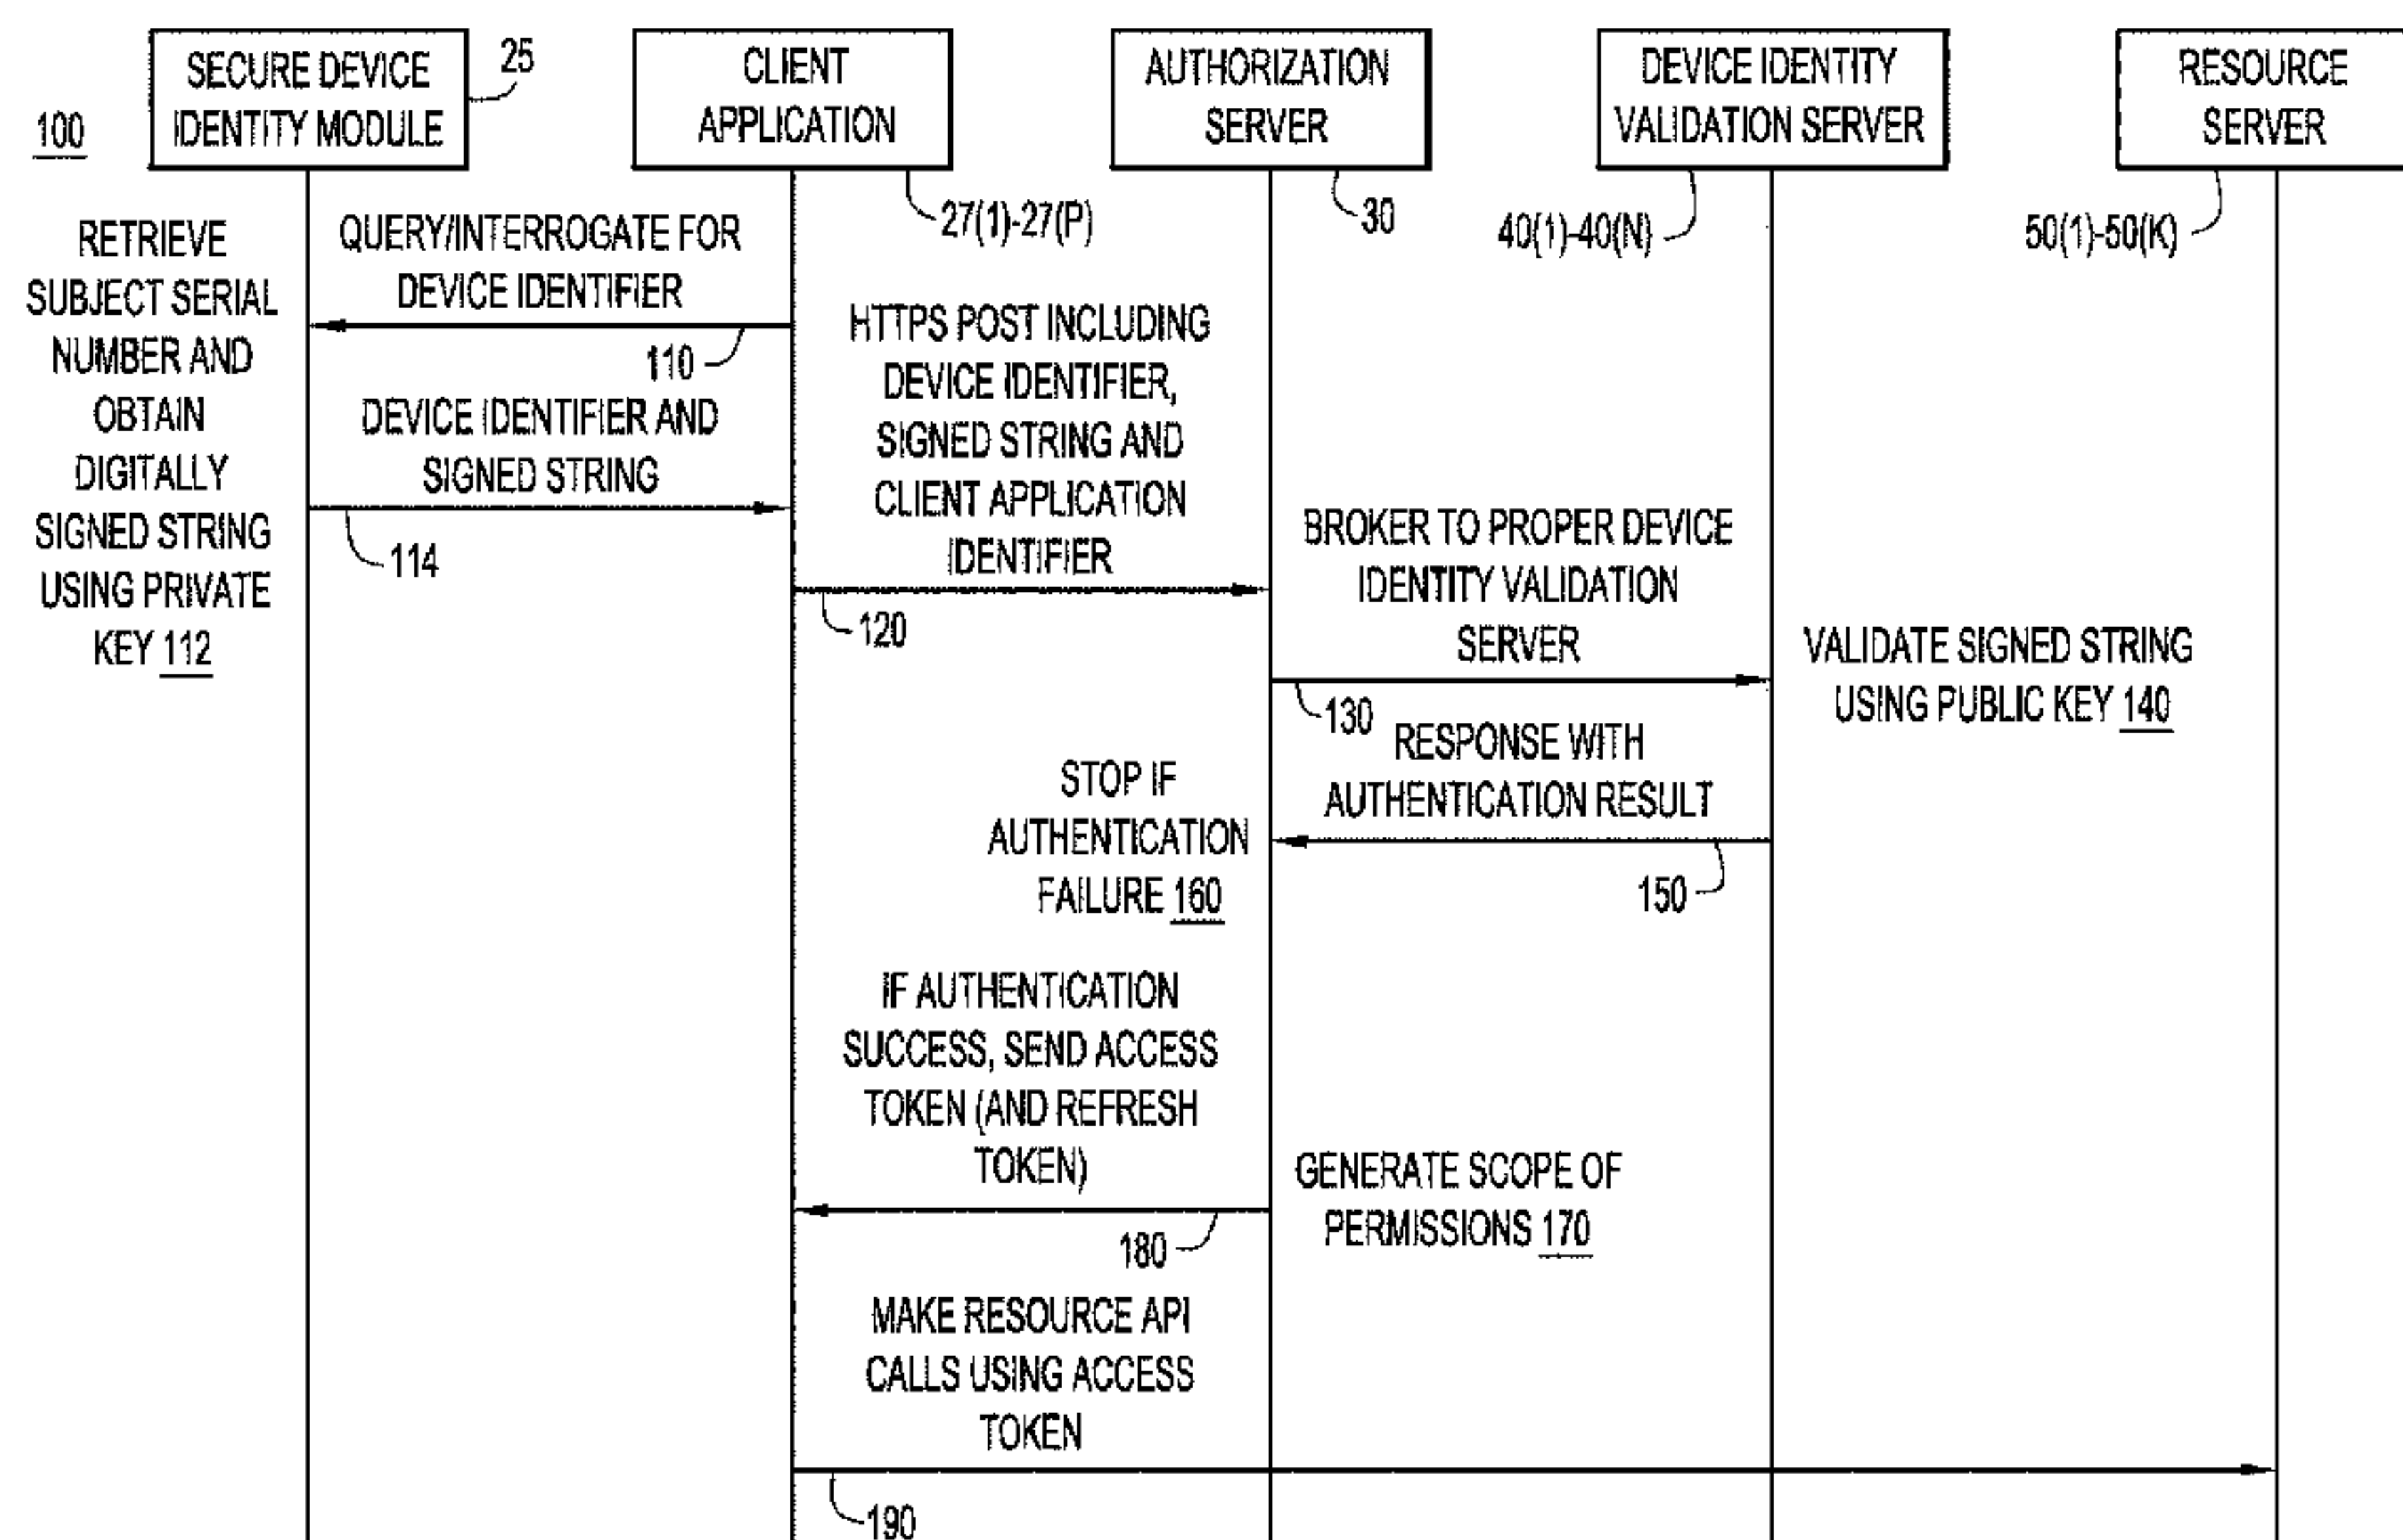 100
SECURE DEVICE
IDENTITY MODULE
25
CLIENT
APPLICATION
27(1)-27(P)
AUTHORIZATION
SERVER
30
DEVICE IDENTITY
VALIDATION SERVER
40(1)-40(N)
RESOURCE
SERVER
50(1)-50(K)
QUERY/INTERROGATE FOR
DEVICE IDENTIFIER
110
RETRIEVE
SUBJECT SERIAL
NUMBER AND
OBTAIN
DIGITALLY
SIGNED STRING
USING PRIVATE
KEY 112
DEVICE IDENTIFIER AND
SIGNED STRING
114
HTTPS POST INCLUDING
DEVICE IDENTIFIER,
SIGNED STRING AND
CLIENT APPLICATION
IDENTIFIER
120
BROKER TO PROPER DEVICE
IDENTITY VALIDATION
SERVER
130
VALIDATE SIGNED STRING
USING PUBLIC KEY 140
RESPONSE WITH
AUTHENTICATION RESULT
150
STOP IF
AUTHENTICATION
FAILURE 160
GENERATE SCOPE OF
PERMISSIONS 170
IF AUTHENTICATION
SUCCESS, SEND ACCESS
TOKEN (AND REFRESH
TOKEN)
180
MAKE RESOURCE API
CALLS USING ACCESS
TOKEN
190